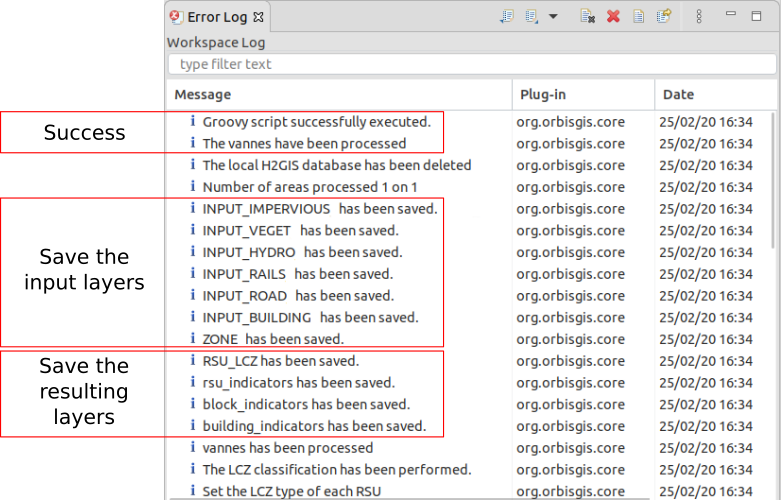 Error Log
Workspace Log
type filter text
Message Plug-in Date
Success
Groovy script successfully executed. org.orbisgis.core 25/02/20 16:34
The vannes have been processed org.orbisgis.core 25/02/20 16:34
The local H2GIS database has been deleted org.orbisgis.core 25/02/20 16:34
Number of areas processed 1 on 1 org.orbisgis.core 25/02/20 16:34
Save the
input layers
INPUT_IMPERVIOUS has been saved. org.orbisgis.core 25/02/20 16:34
INPUT_VEGET has been saved. org.orbisgis.core 25/02/20 16:34
INPUT_HYDRO has been saved. org.orbisgis.core 25/02/20 16:34
INPUT_RAILS has been saved. org.orbisgis.core 25/02/20 16:34
INPUT_ROAD has been saved. org.orbisgis.core 25/02/20 16:34
INPUT_BUILDING has been saved. org.orbisgis.core 25/02/20 16:34
ZONE has been saved. org.orbisgis.core 25/02/20 16:34
Save the
resulting
layers
RSU_LCZ has been saved. org.orbisgis.core 25/02/20 16:34
rsu_indicators has been saved. org.orbisgis.core 25/02/20 16:34
block_indicators has been saved. org.orbisgis.core 25/02/20 16:34
building_indicators has been saved. org.orbisgis.core 25/02/20 16:34
vannes has been processed org.orbisgis.core 25/02/20 16:34
The LCZ classification has been performed. org.orbisgis.core 25/02/20 16:34
Set the LCZ type of each RSU org.orbisgis.core 25/02/20 16:34